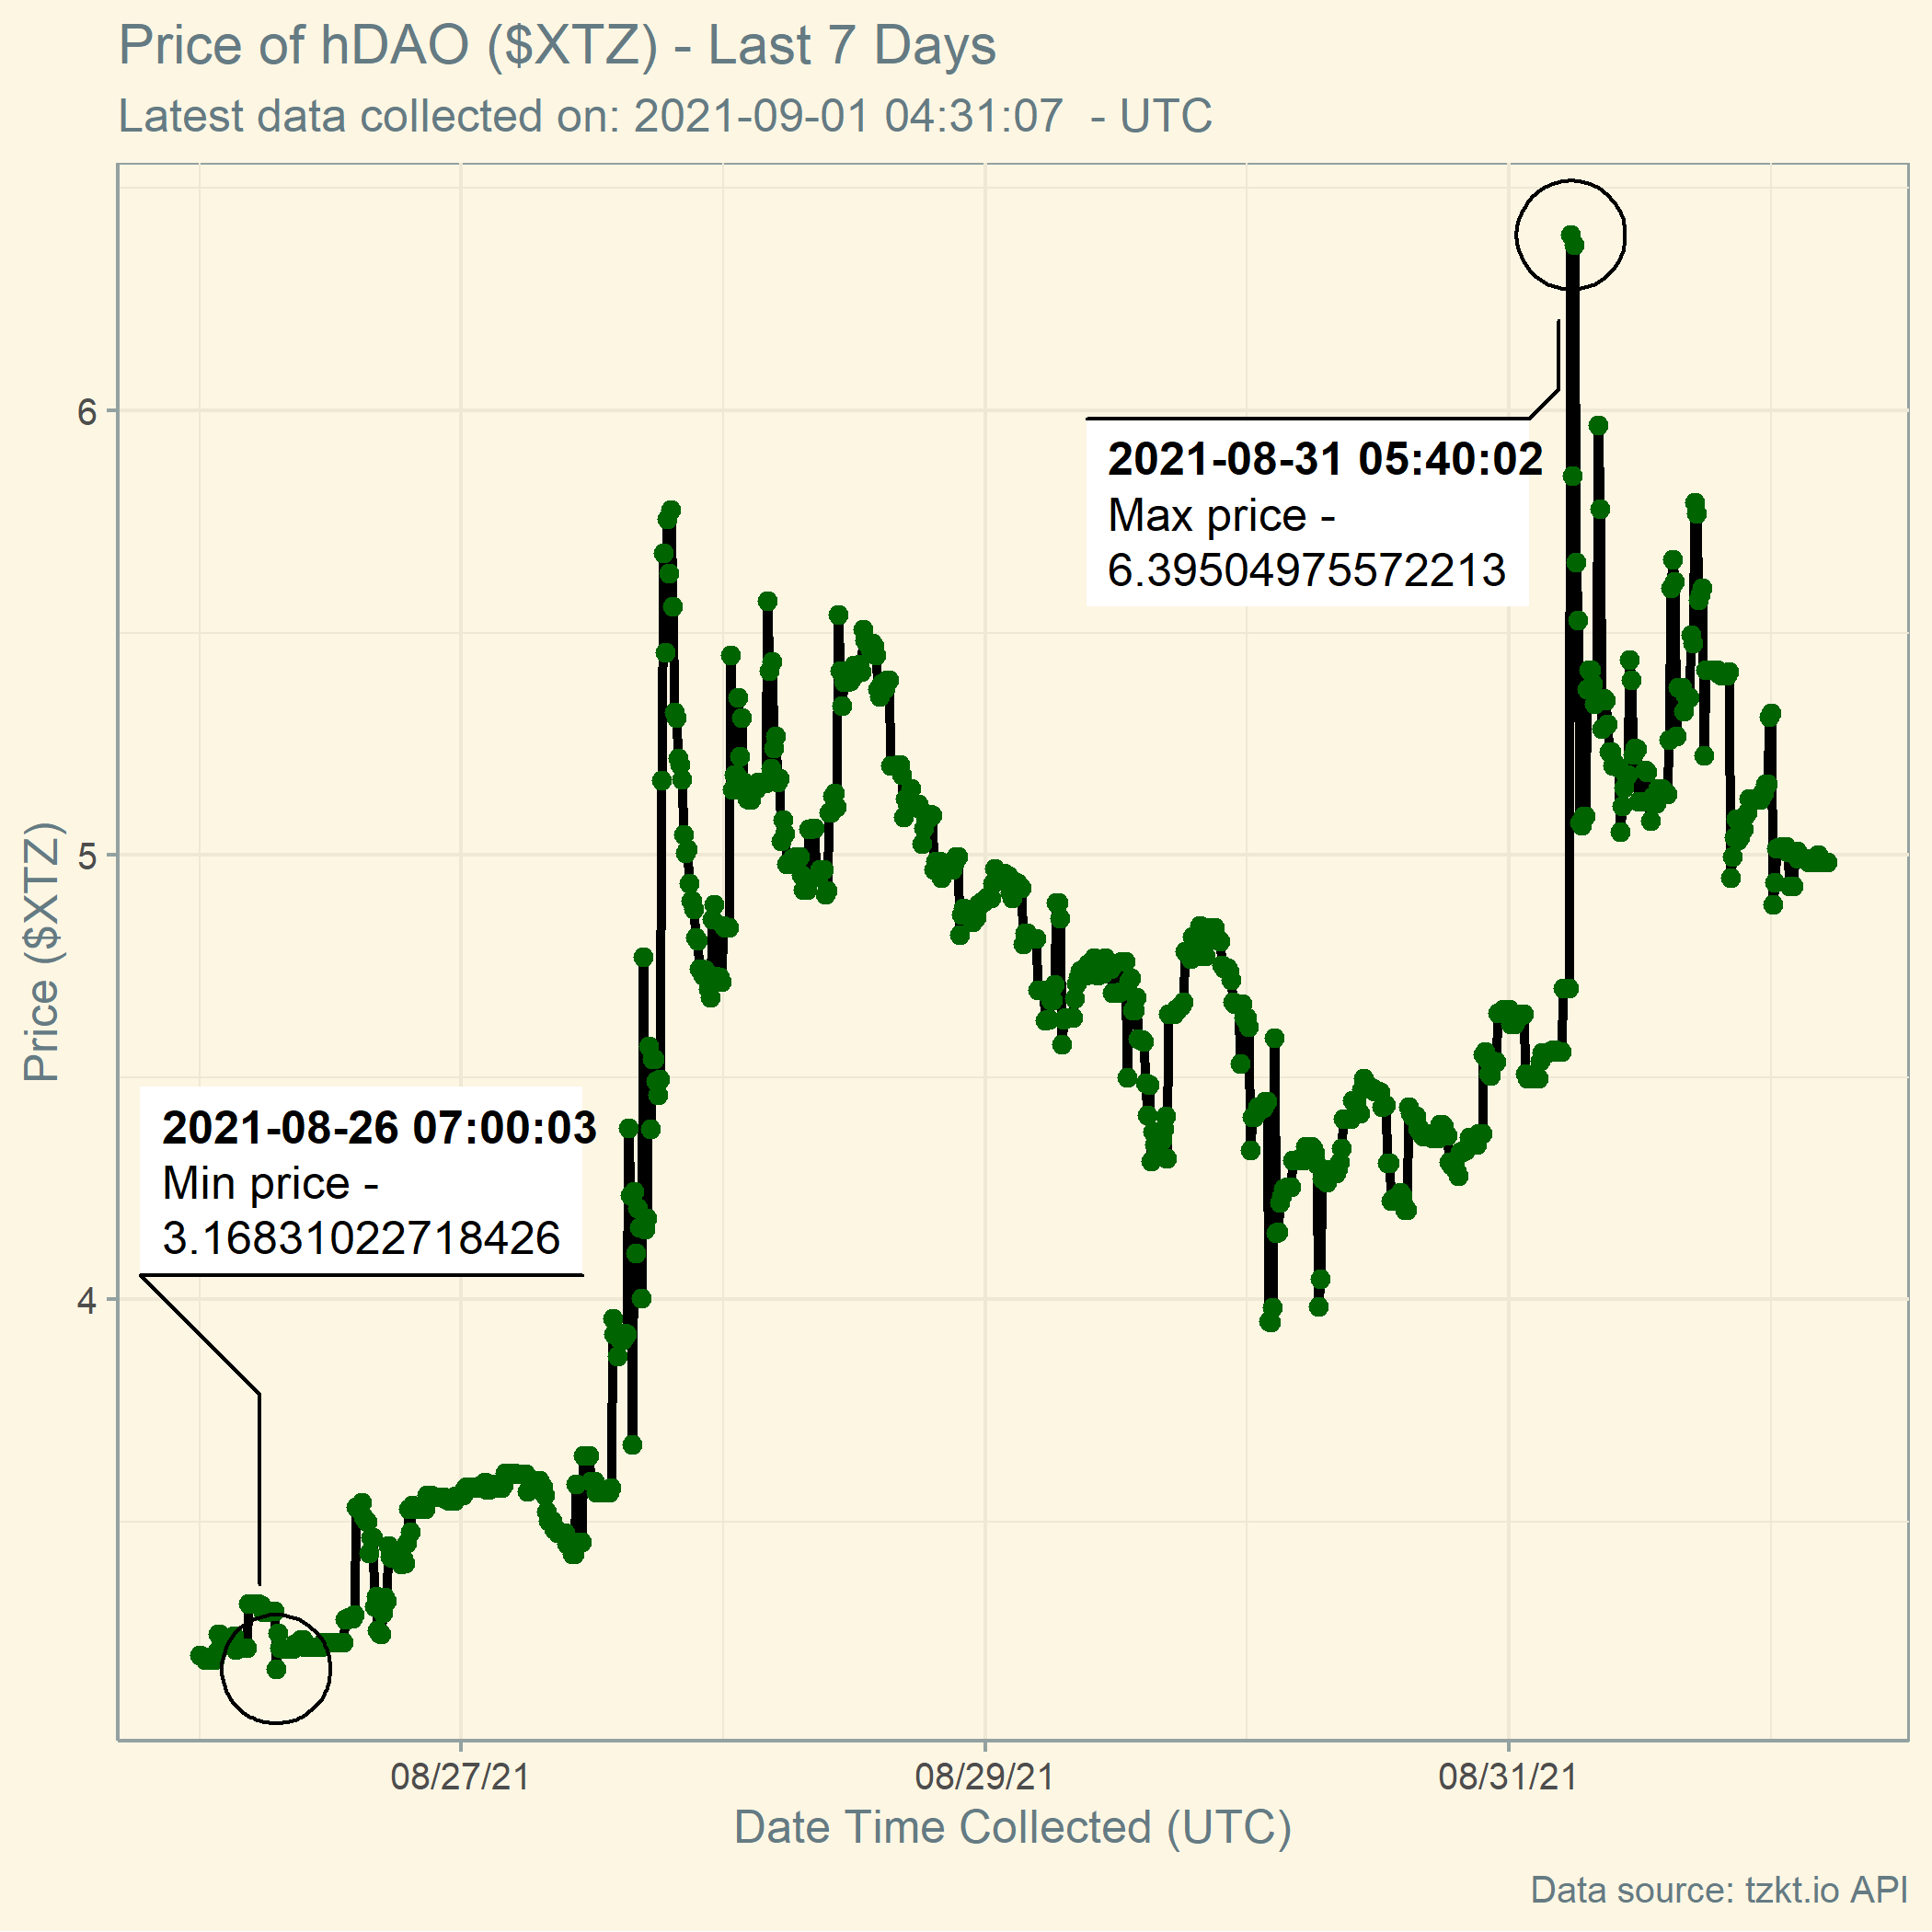 Price of hDAO ($XTZ) - Last 7 Days
Latest data collected on: 2021-09-01 04:31:07  - UTC
Price ($XTZ)
6
5
4
2021-08-31 05:40:02
Max price -
6.39504975572213
2021-08-26 07:00:03
Min price -
3.16831022718426
08/27/21
08/29/21
08/31/21
Date Time Collected (UTC)
Data source: tzkt.io API